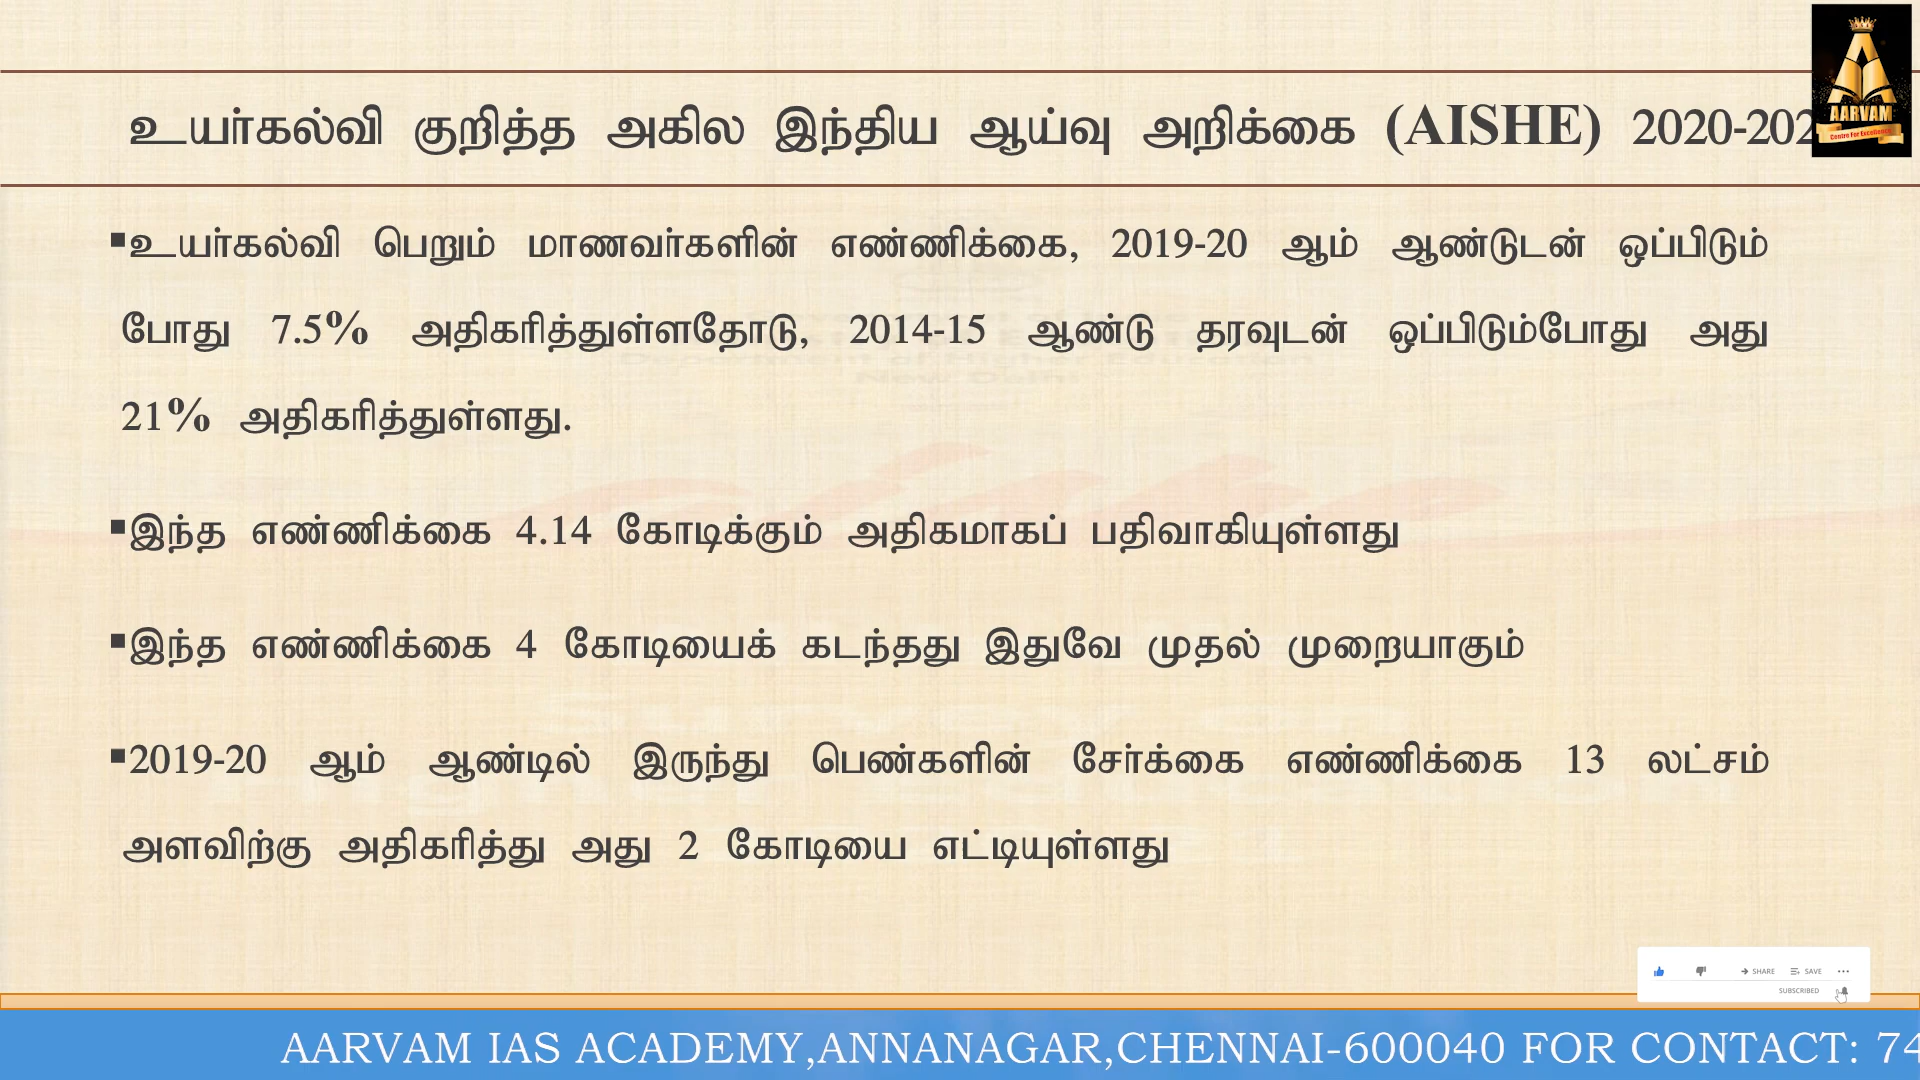 உயர்கல்வி குறித்த அகில இந்திய ஆய்வு அறிக்கை (AISHE) 2020-202
AARVAM
Centre For Excellence
▪உயர்கல்வி பெறும் மாணவர்களின் எண்ணிக்கை, 2019-20 ஆம் ஆண்டுடன் ஒப்பிடும்
போது 7.5% அதிகரித்துள்ளதோடு, 2014-15 ஆண்டு தரவுடன் ஒப்பிடும்போது அது
21% அதிகரித்துள்ளது.
▪இந்த எண்ணிக்கை 4.14 கோடிக்கும் அதிகமாகப் பதிவாகியுள்ளது
▪இந்த எண்ணிக்கை 4 கோடியைக் கடந்தது இதுவே முதல் முறையாகும்
▪2019-20 ஆம் ஆண்டில் இருந்து பெண்களின் சேர்க்கை எண்ணிக்கை 13 லட்சம்
அளவிற்கு அதிகரித்து அது 2 கோடியை எட்டியுள்ளது
SHARE SAVE
SUBSCRIBED
AARVAM IAS ACADEMY,ANNANAGAR,CHENNAI-600040 FOR CONTACT: 74